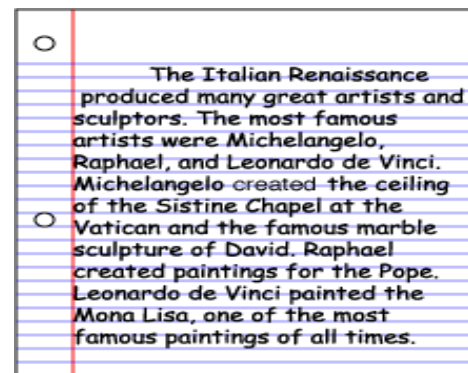 The Italian Renaissance
produced many great artists and
sculptors. The most famous
artists were Michelangelo,
Raphael, and Leonardo de Vinci.
Michelangelo created the ceiling
of the Sistine Chapel at the
Vatican and the famous marble
sculpture of David. Raphael
created paintings for the Pope.
Leonardo de Vinci painted the
Mona Lisa, one of the most
famous paintings of all times.